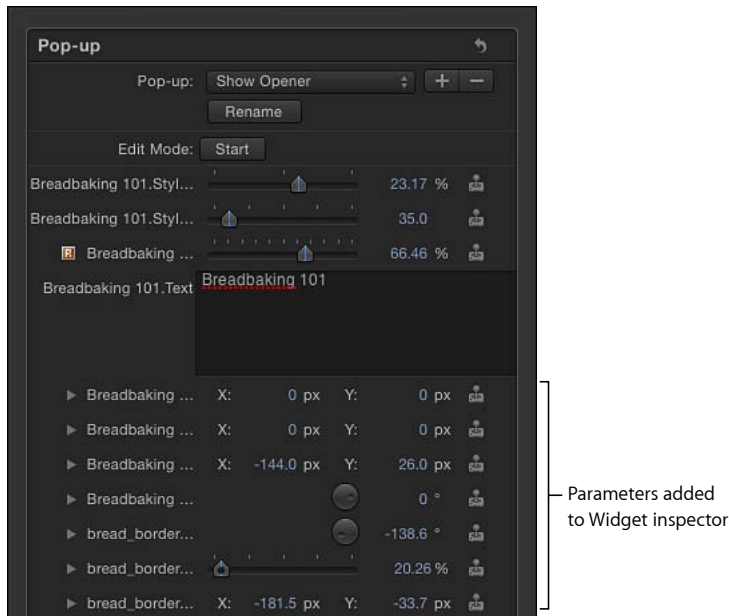 Pop-up
Pop-up: Show Opener + −
Rename
Edit Mode: Start
Breadbaking 101.Styl... 23.17 %
Breadbaking 101.Styl... 35.0
R Breadbaking ... 66.46 %
Breadbaking 101.Text Breadbaking 101
Breadbaking ... X: 0 px Y: 0 px
Breadbaking ... X: 0 px Y: 0 px
Breadbaking ... X: -144.0 px Y: 26.0 px
Breadbaking ... 0 °
bread_border... -138.6 °
bread_border... 20.26 %
bread_border... X: -181.5 px Y: -33.7 px
Parameters added
to Widget inspector